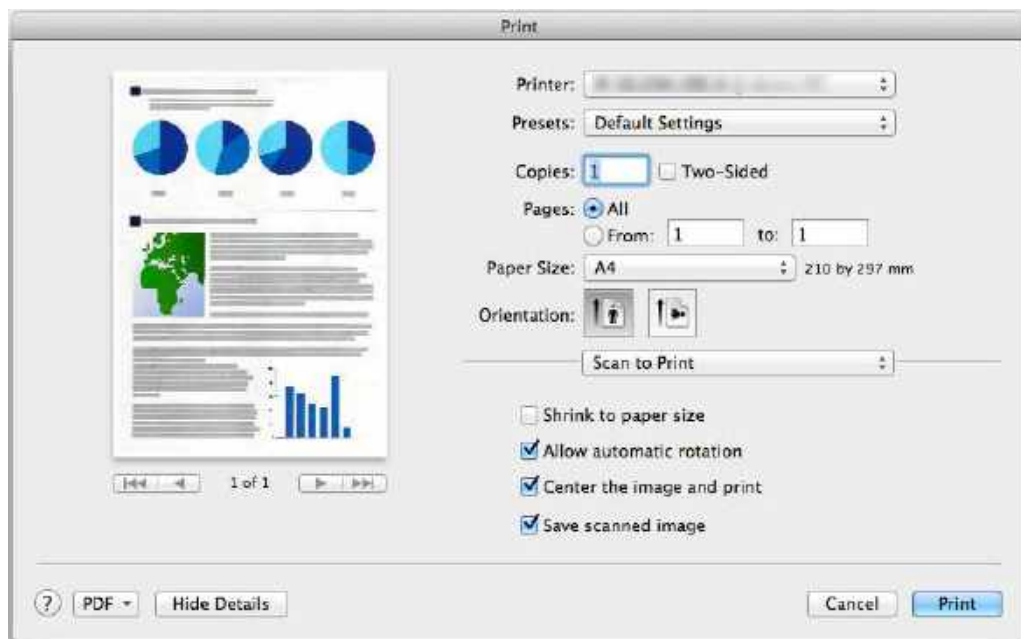 Print
Printer:
Presets: Default Settings
Copies: 1 Two-Sided
Pages: All
From: 1 to: 1
Paper Size: A4 210 by 297 mm
Orientation:
Scan to Print
Shrink to paper size
Allow automatic rotation
Center the image and print
Save scanned image
1 of 1
? PDF Hide Details Cancel Print